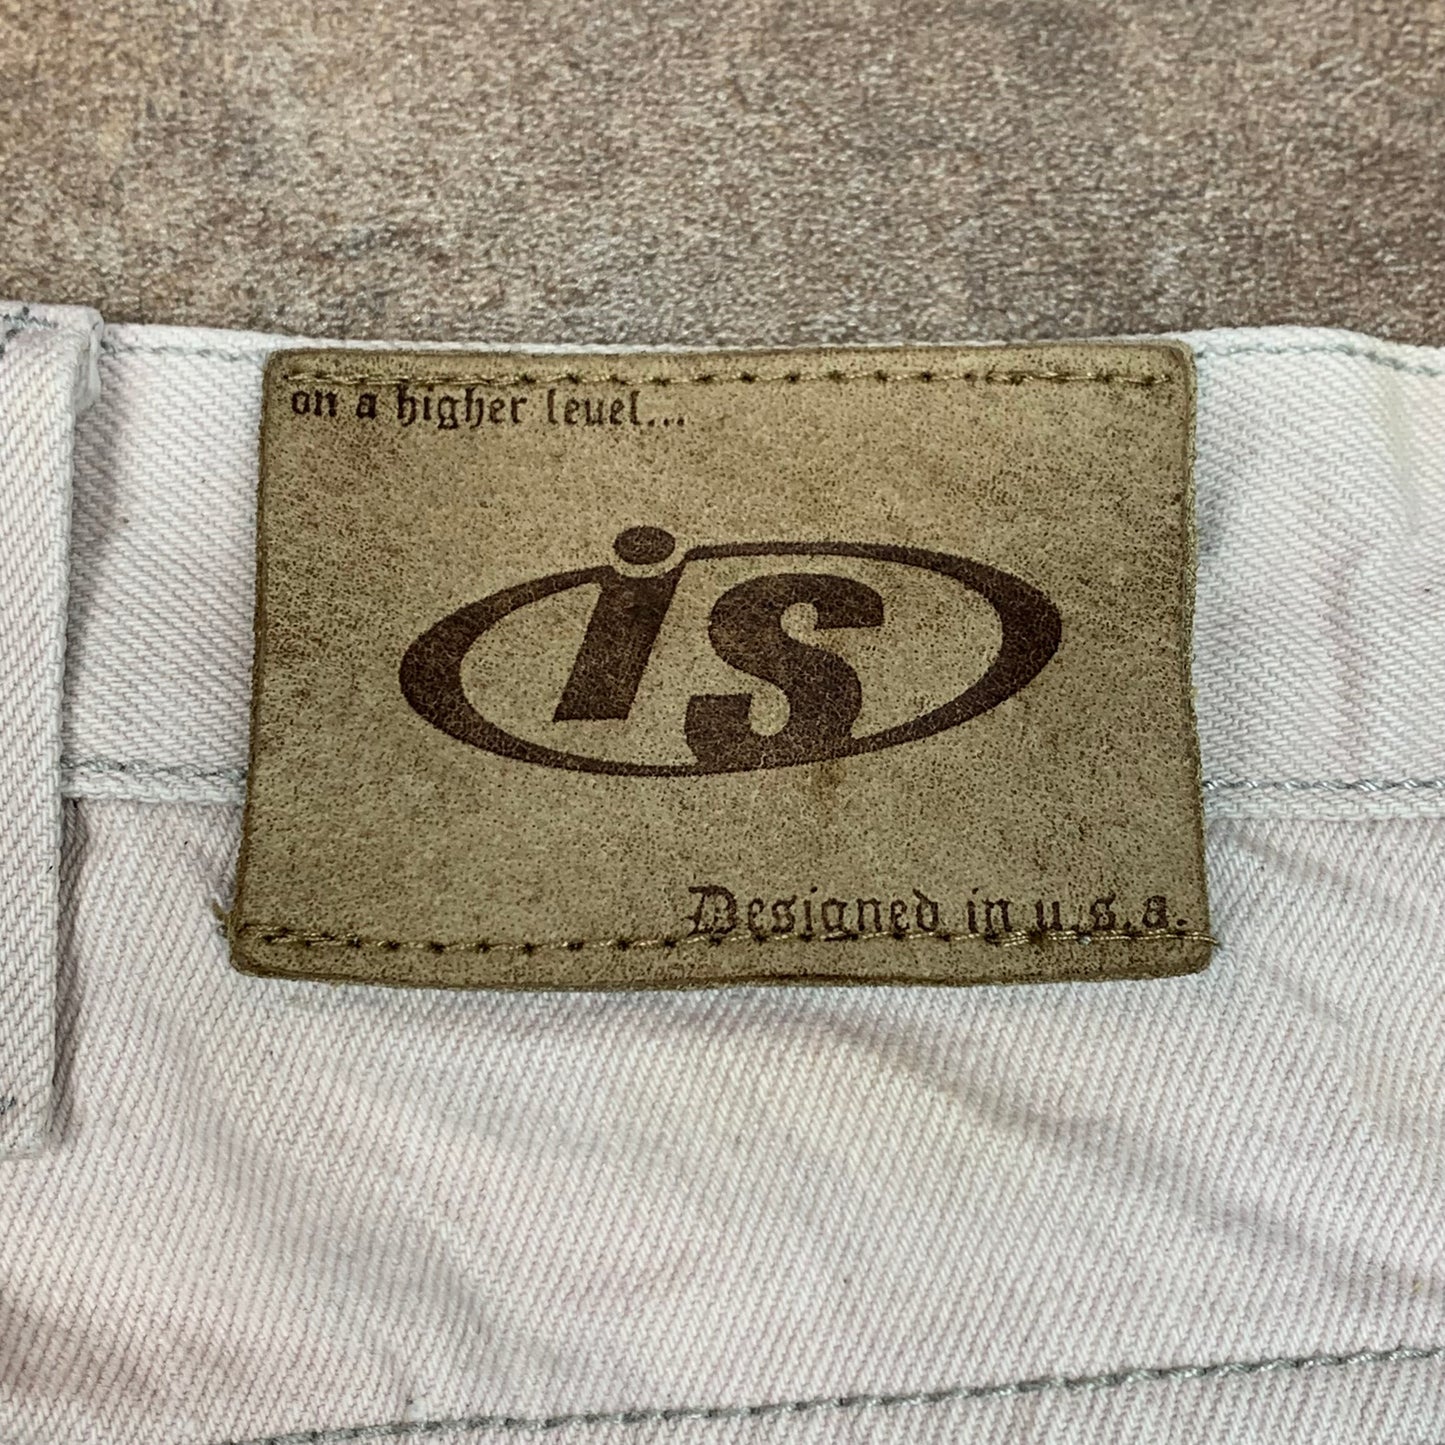 on a higher level...
is
Designed in u.s.a.